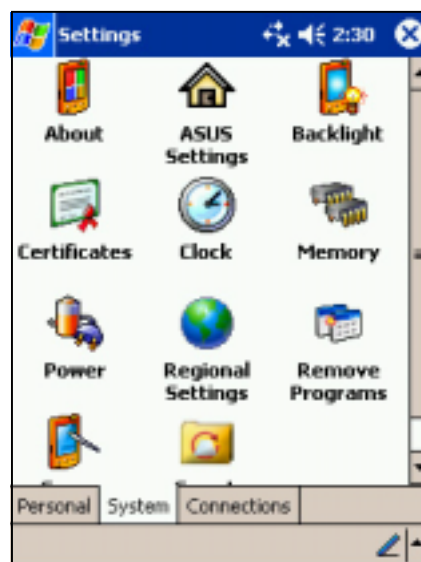 Settings 2:30
About ASUS Settings Backlight
Certificates Clock Memory
Power Regional Settings Remove Programs
Personal System Connections